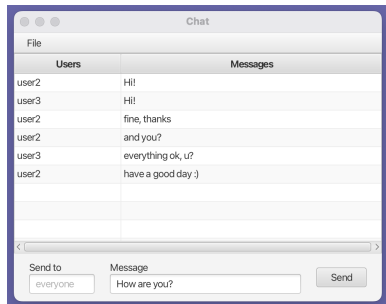 Chat
File
Users Messages
user2 Hi!
user3 Hi!
user2 fine, thanks
user2 and you?
user3 everything ok, u?
user2 have a good day :)
Send to Message
everyone How are you? Send